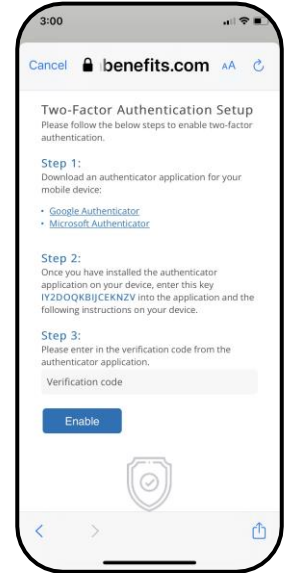 3:00
Cancel benefits.com AA
Two-Factor Authentication Setup
Please follow the below steps to enable two-factor
authentication.
Step 1:
Download an authenticator application for your
mobile device:
• Google Authenticator
• Microsoft Authenticator
Step 2:
Once you have installed the authenticator
application on your device, enter this key
IY2DOQKBIJCEKNZV into the application and the
following instructions on your device.
Step 3:
Please enter in the verification code from the
authenticator application.
Verification code
Enable